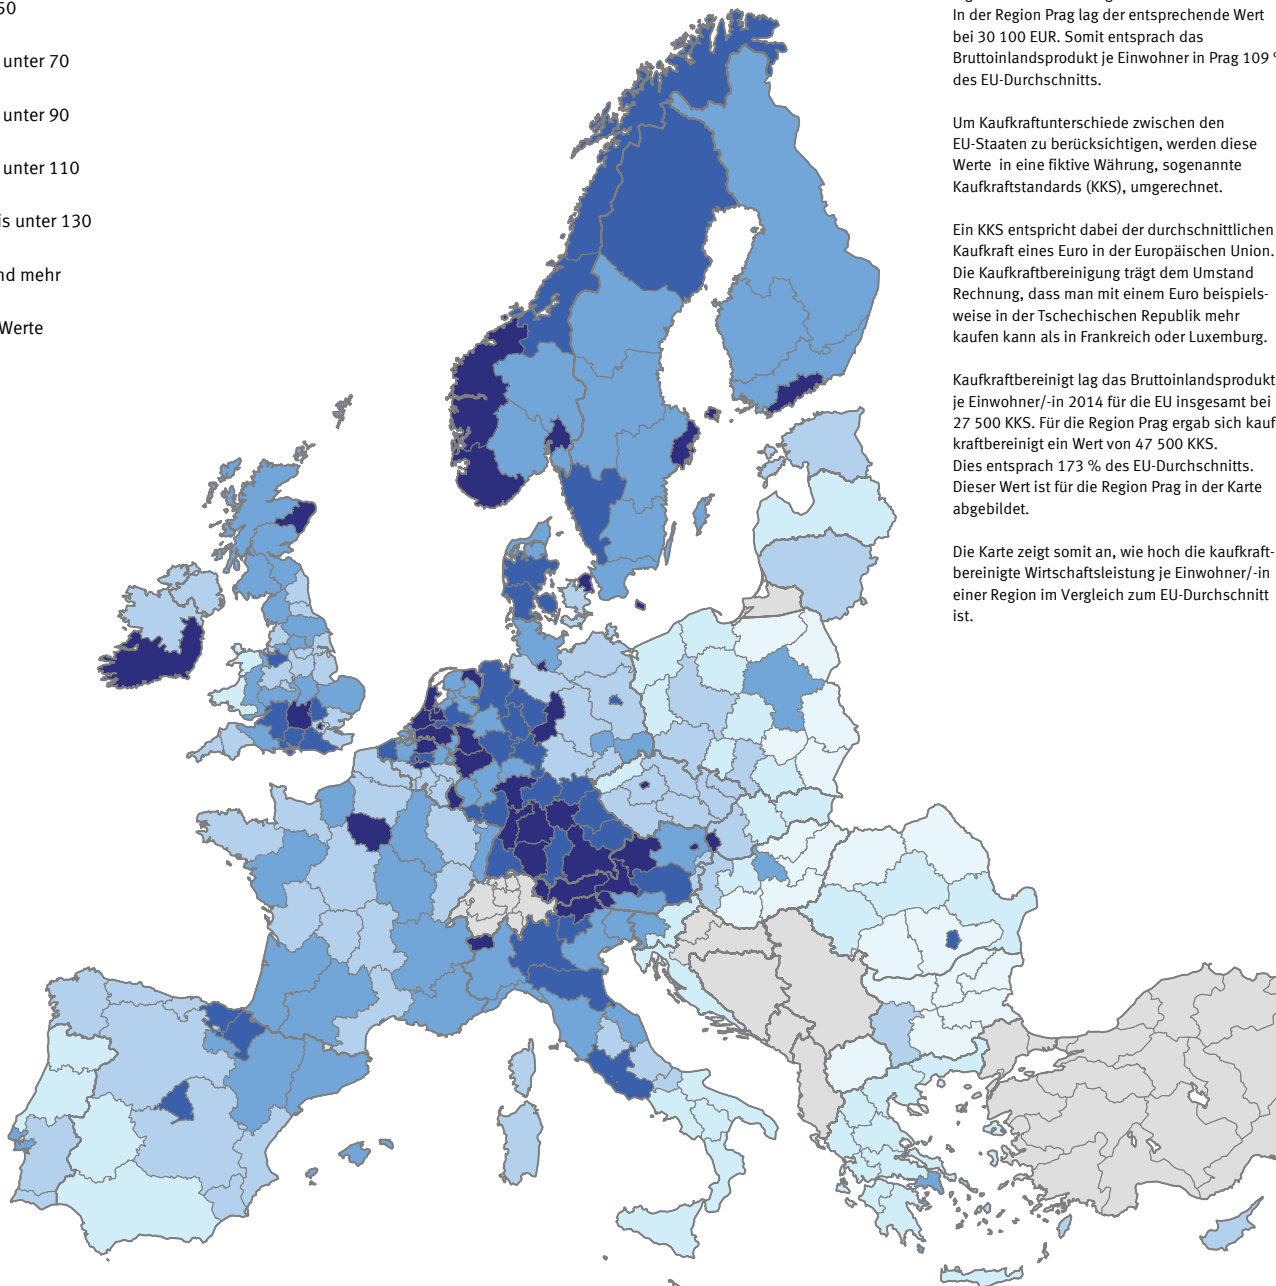 50
unter 70
unter 90
unter 110
is unter 130
nd mehr
Werte
In der Region Prag lag der entsprechende Wert
bei 30 100 EUR. Somit entsprach das
Bruttoinlandsprodukt je Einwohner in Prag 109 %
des EU-Durchschnitts.
Um Kaufkraftunterschiede zwischen den
EU-Staaten zu berücksichtigen, werden diese
Werte in eine fiktive Währung, sogenannte
Kaufkraftstandards (KKS), umgerechnet.
Ein KKS entspricht dabei der durchschnittlichen
Kaufkraft eines Euro in der Europäischen Union.
Die Kaufkraftbereinigung trägt dem Umstand
Rechnung, dass man mit einem Euro beispiels-
weise in der Tschechischen Republik mehr
kaufen kann als in Frankreich oder Luxemburg.
Kaufkraftbereinigt lag das Bruttoinlandsprodukt
je Einwohner/-in 2014 für die EU insgesamt bei
27 500 KKS. Für die Region Prag ergab sich kauf
kraftbereinigt ein Wert von 47 500 KKS.
Dies entsprach 173 % des EU-Durchschnitts.
Dieser Wert ist für die Region Prag in der Karte
abgebildet.
Die Karte zeigt somit an, wie hoch die kaufkraft-
bereinigte Wirtschaftsleistung je Einwohner/-in
einer Region im Vergleich zum EU-Durchschnitt
ist.